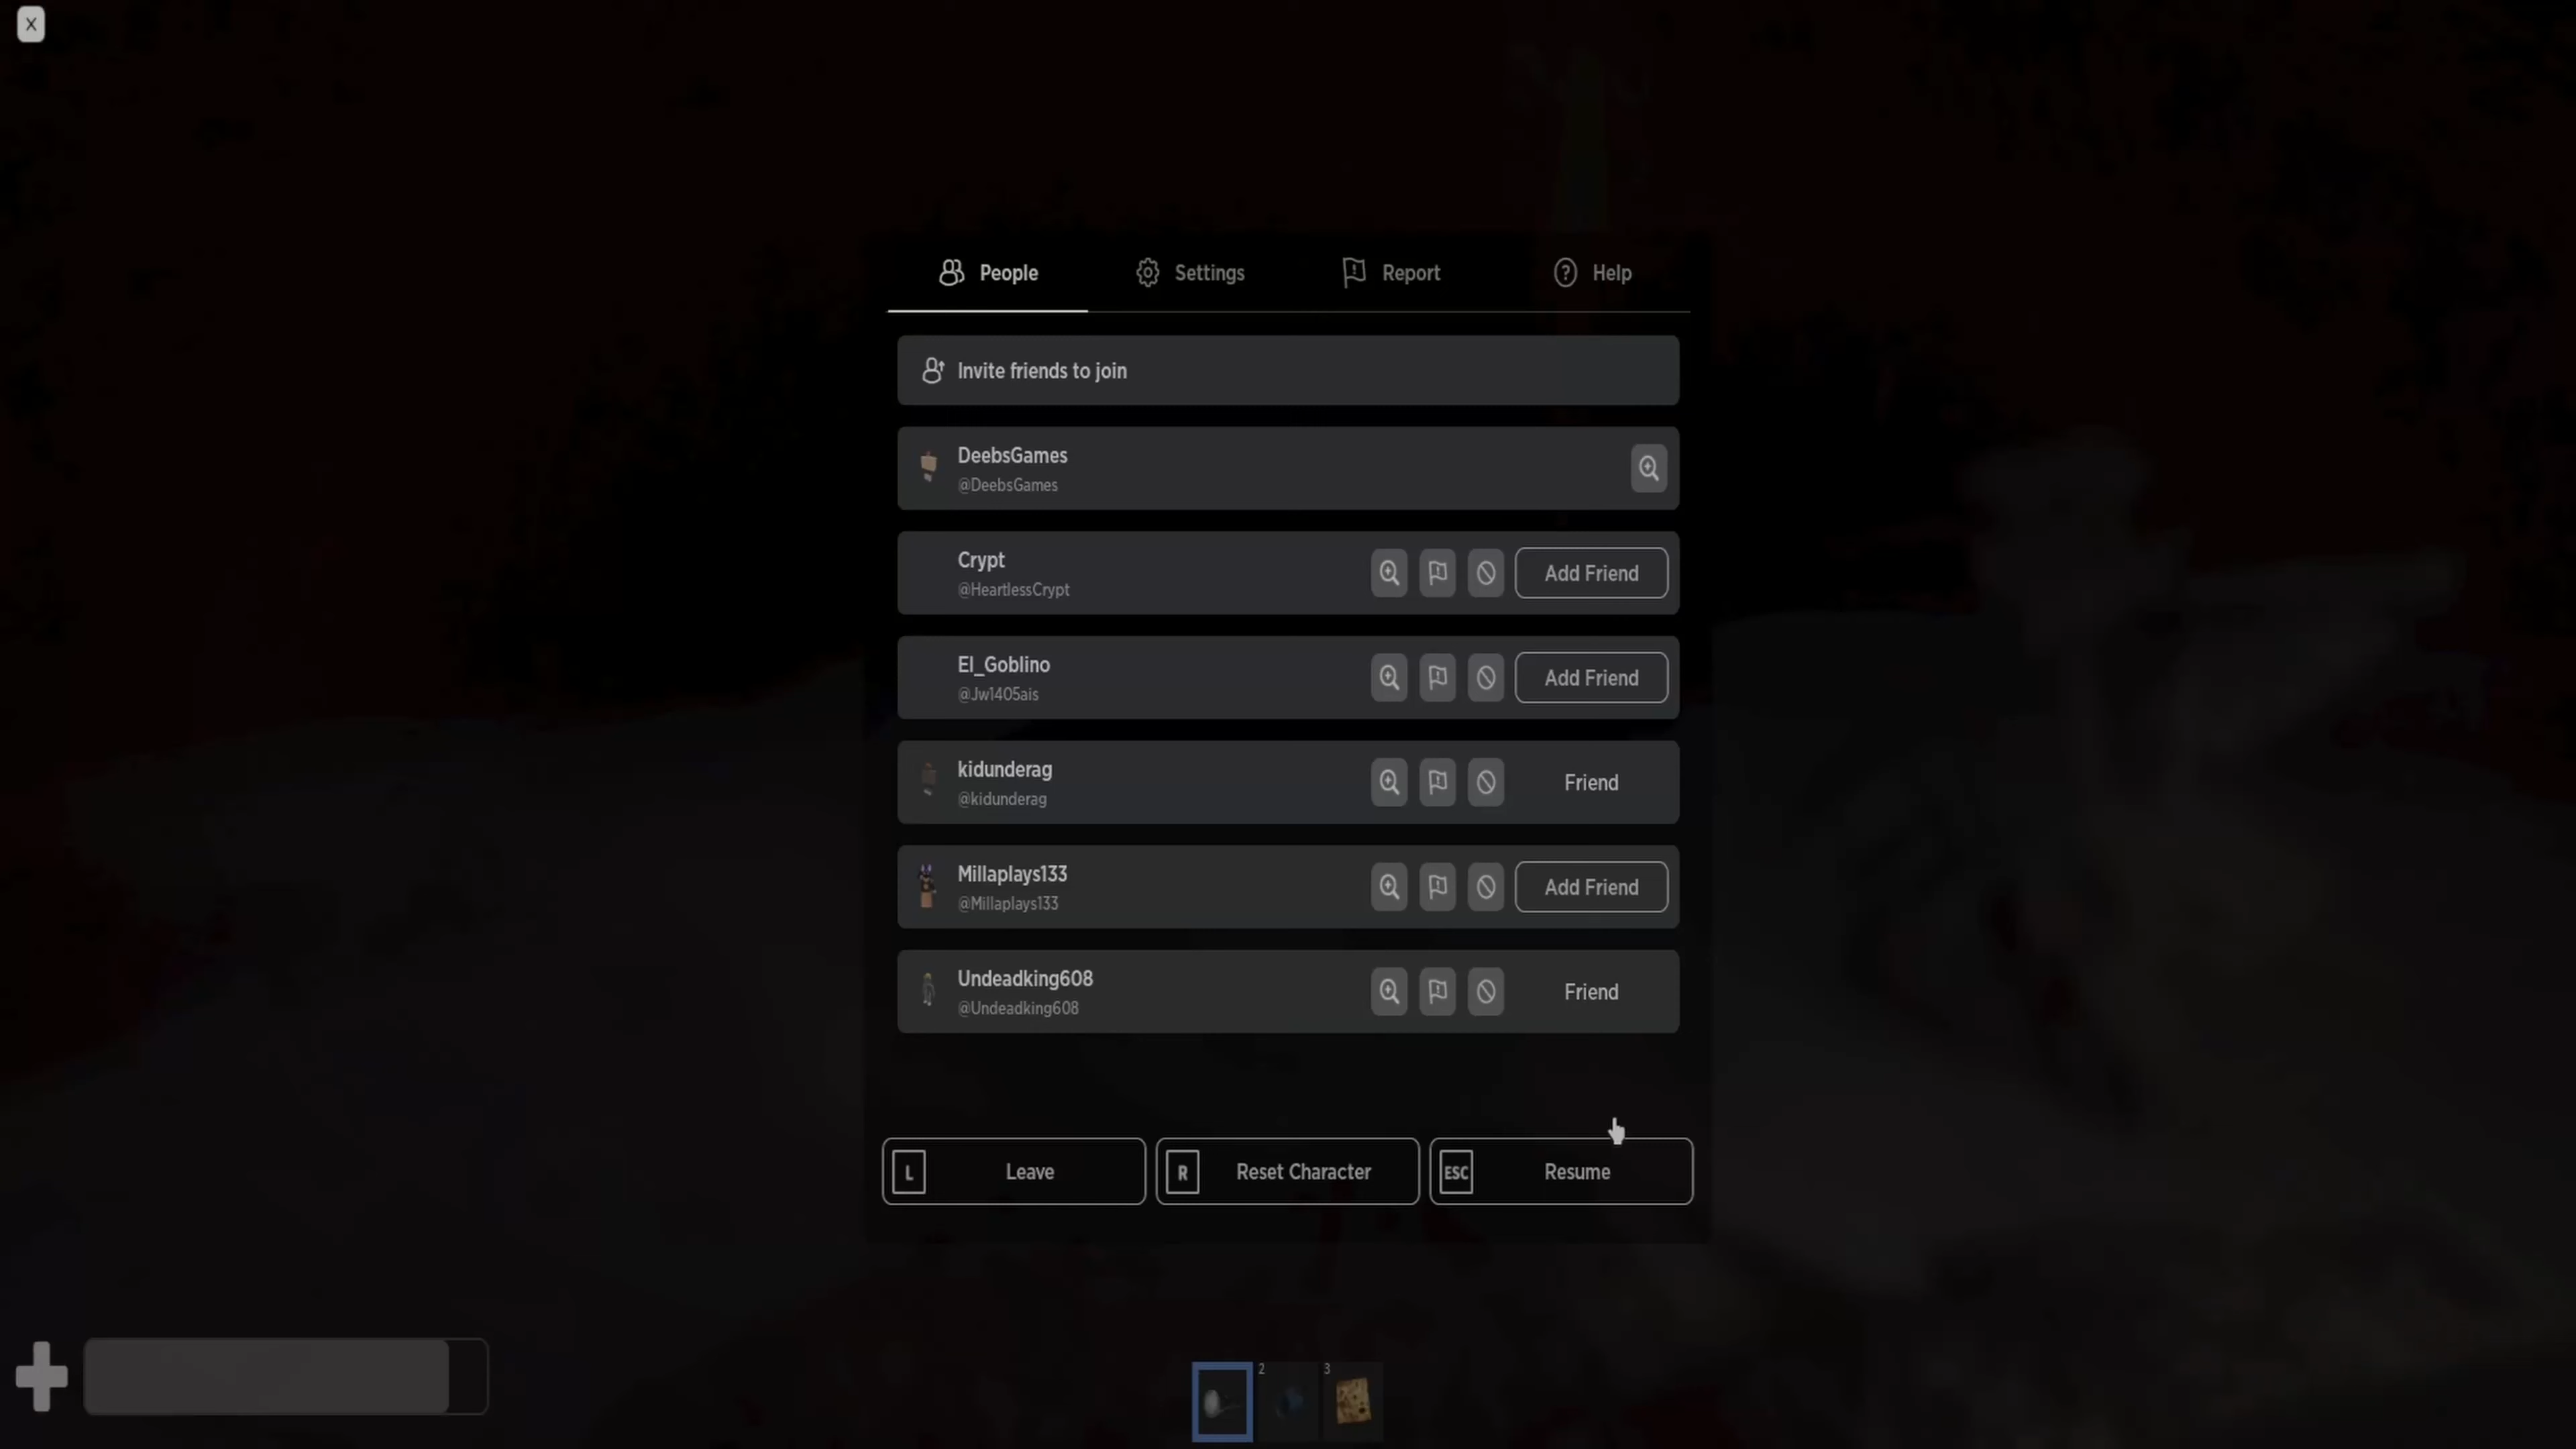 X
People Settings Report Help
Invite friends to join
DeebsGames
@DeebsGames
Crypt
@HeartlessCrypt
Add Friend
El_Goblino
@Jw1405ais
Add Friend
kidunderag
@kidunderag
Friend
Millaplays133
@Millaplays133
Add Friend
Undeadking608
@Undeadking608
Friend
L Leave R Reset Character ESC Resume
2 3